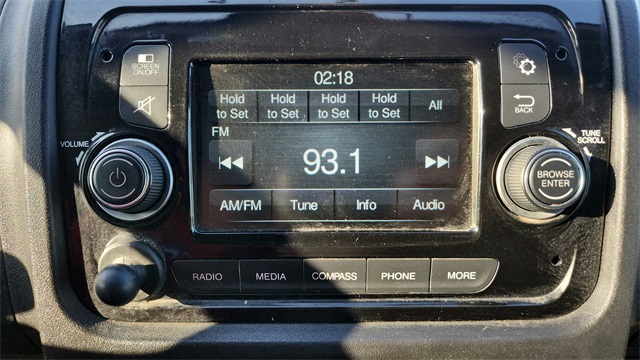 SCREEN
ON/OFF
02:18
Hold to Set Hold to Set Hold to Set Hold to Set All
FM
BACK
VOLUME
93.1
TUNE
SCROLL
BROWSE
ENTER
AM/FM Tune Info Audio
RADIO MEDIA COMPASS PHONE MORE